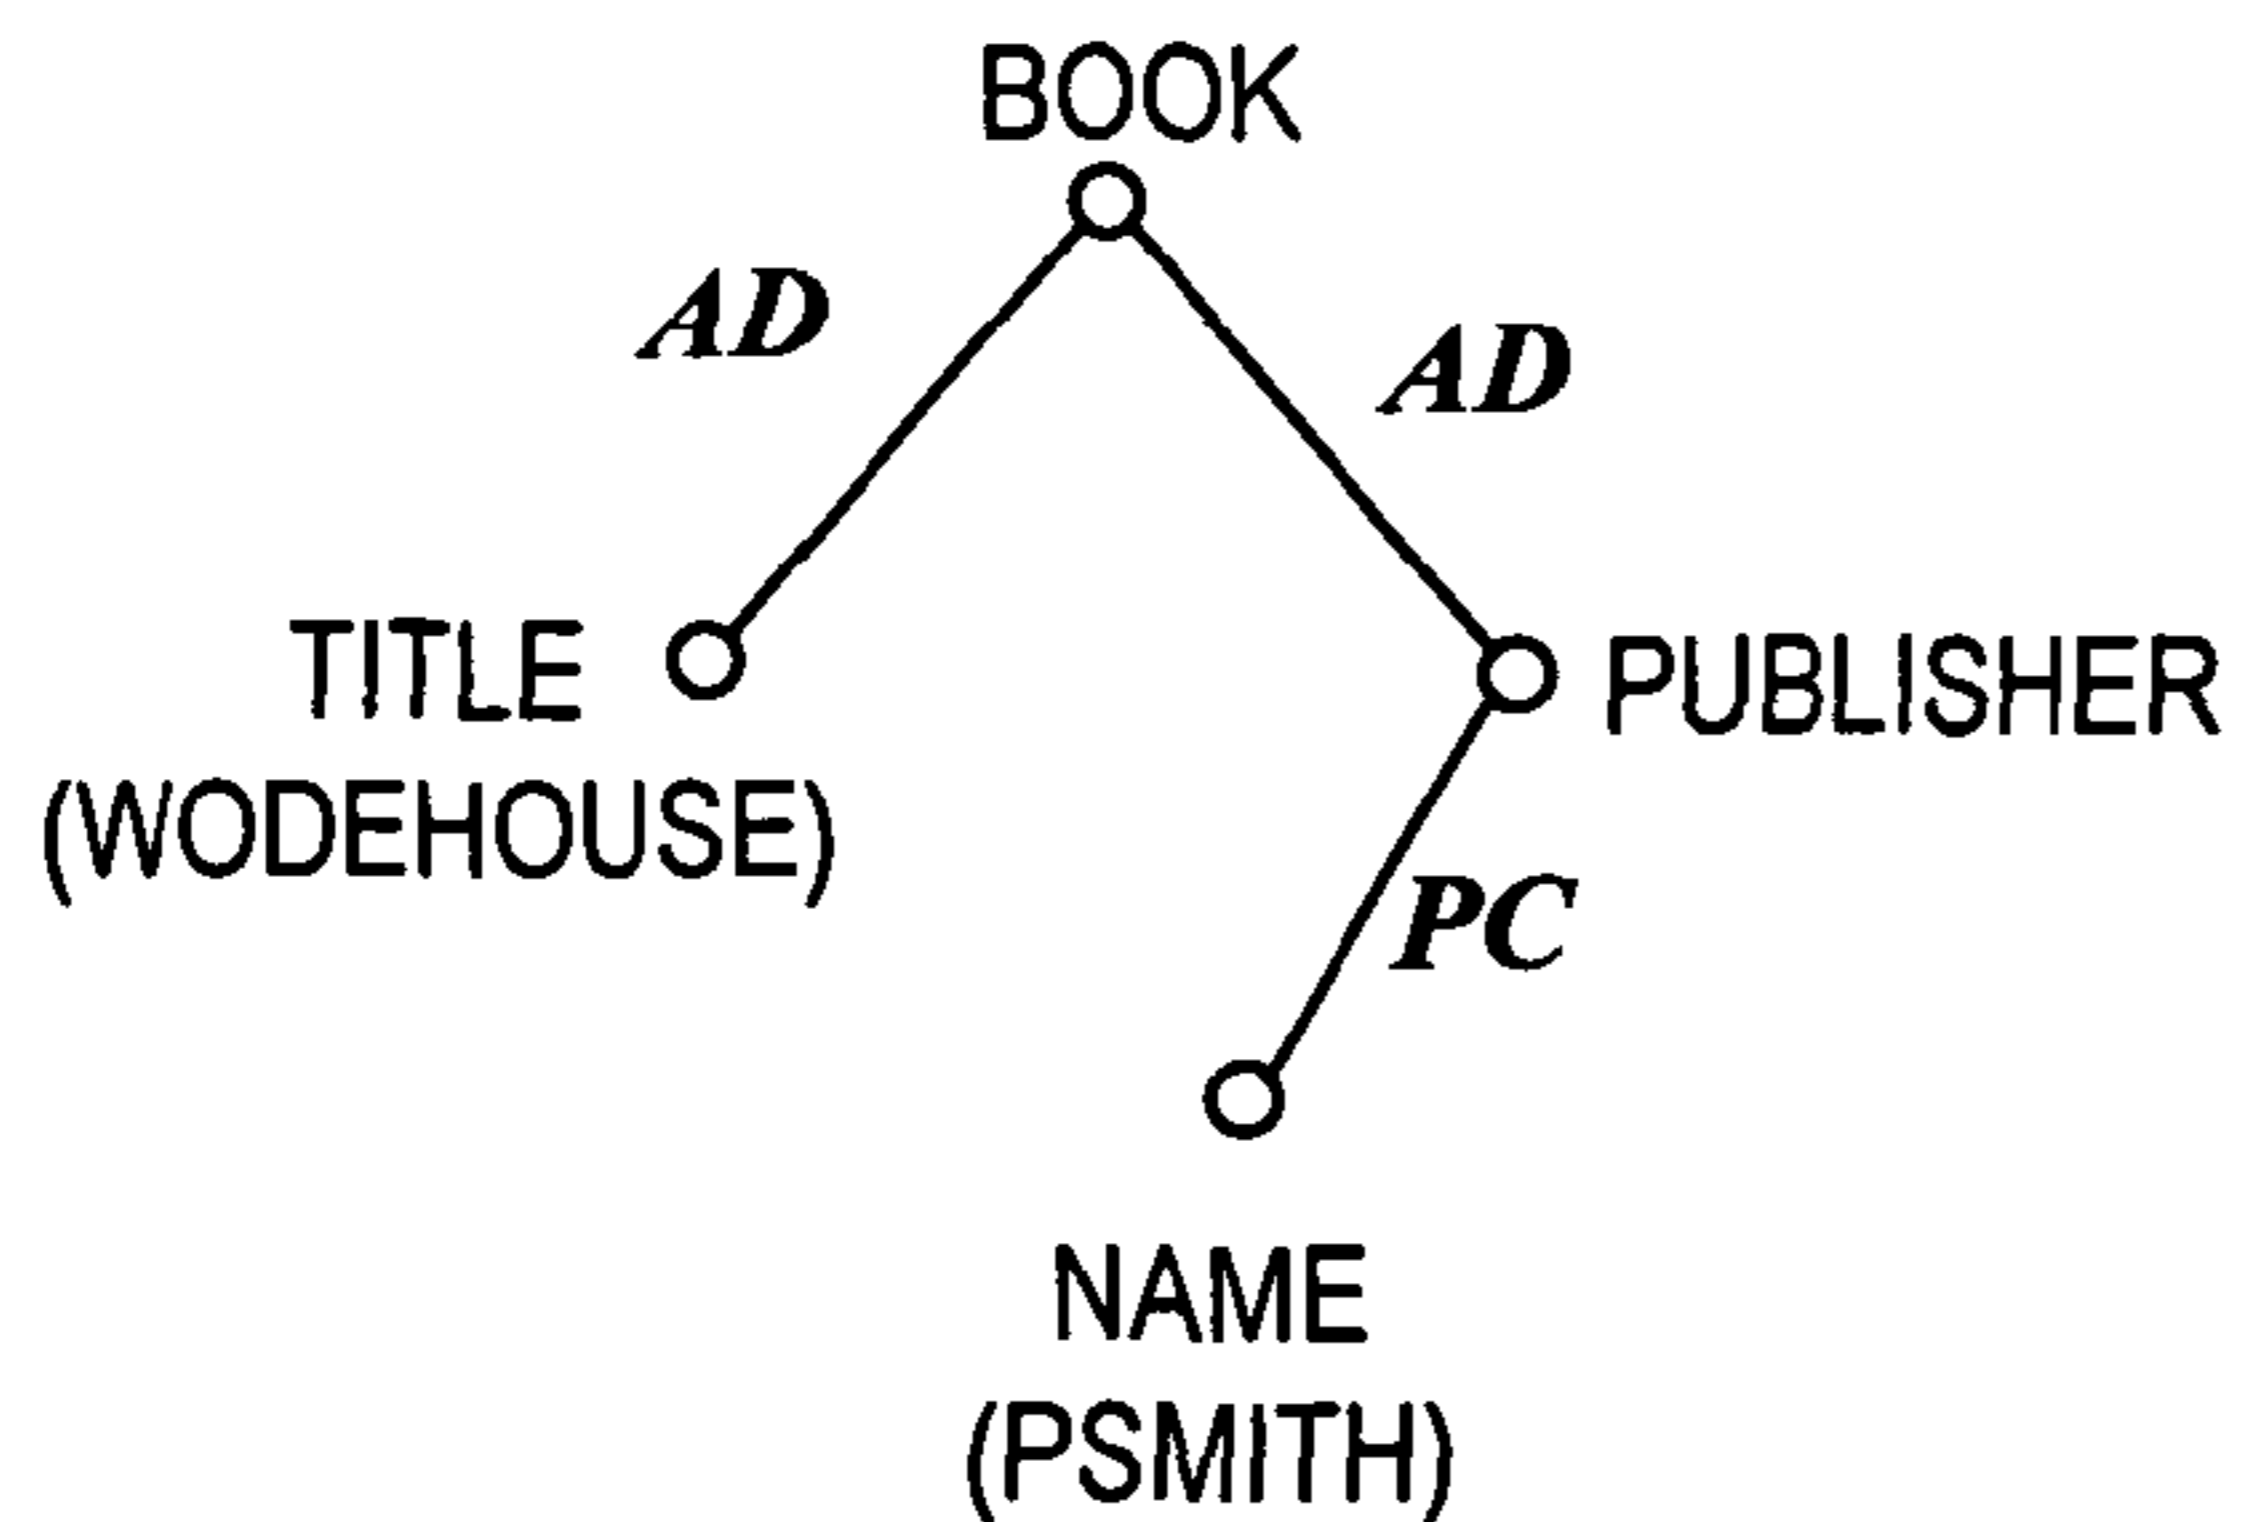 BOOK
AD
AD
TITLE
PUBLISHER
(WODEHOUSE)
PC
NAME
(PSMITH)